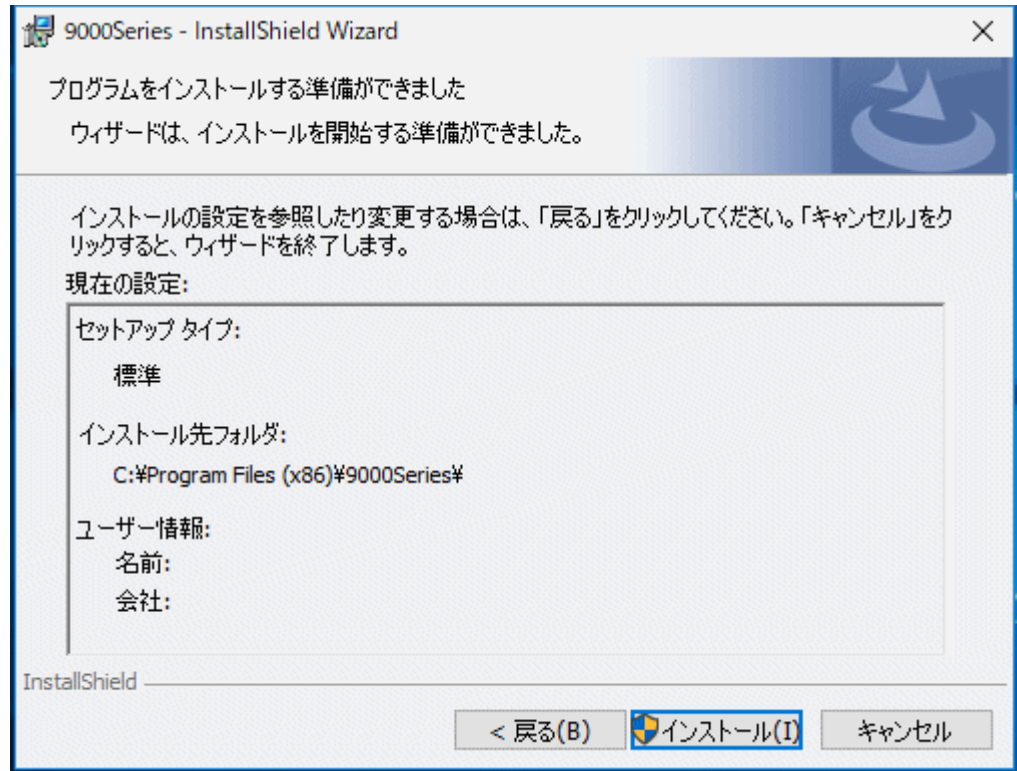 9000Series - InstallShield Wizard
プログラムをインストールする準備ができました
ウィザードは、インストールを開始する準備ができました。
インストールの設定を参照したり変更する場合は、「戻る」をクリックしてください。「キャンセル」をク
リックすると、ウィザードを終了します。
現在の設定:
セットアップ タイプ:
標準
インストール先フォルダ:
C:¥Program Files (x86)¥9000Series¥
ユーザー情報:
名前:
会社:
InstallShield
< 戻る(B) インストール(I) キャンセル